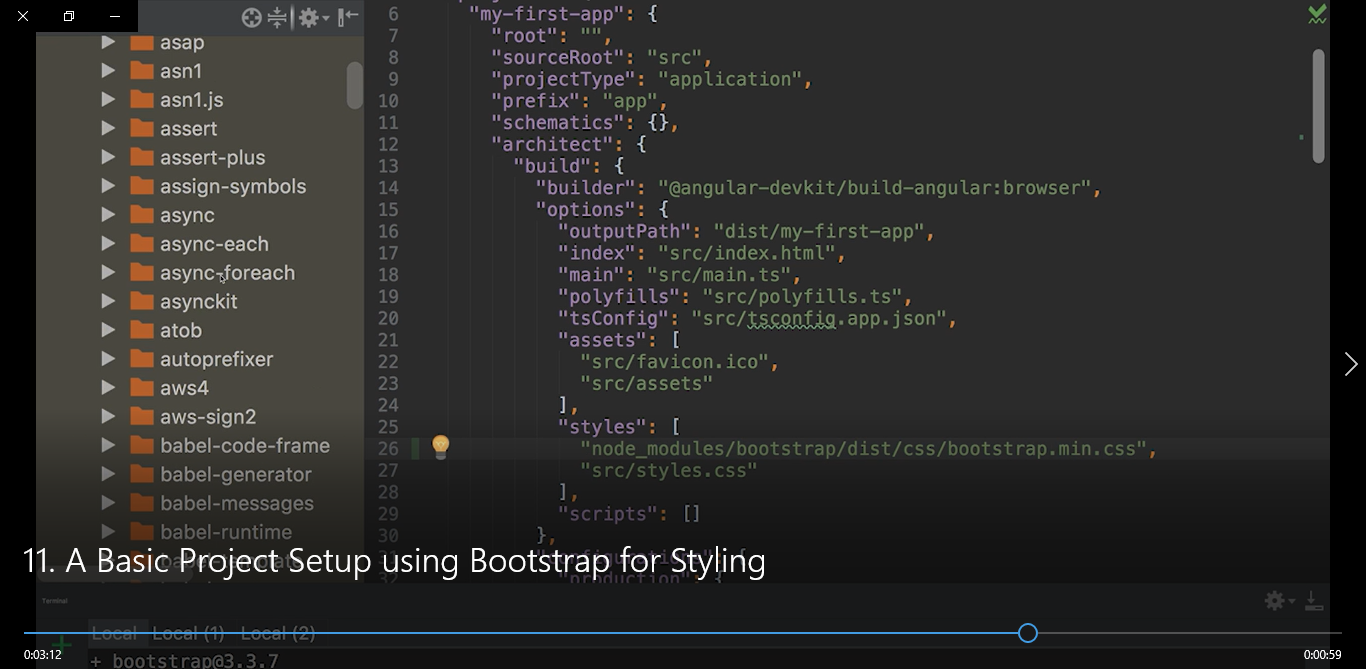 asap
asn1
asn1.js
assert
assert-plus
assign-symbols
async
async-each
async-foreach
asynckit
atob
autoprefixer
aws4
aws-sign2
babel-code-frame
babel-generator
babel-messages
babel-runtime
babel-template
6 "my-first-app": {
7 "root": "",
8 "sourceRoot": "src",
9 "projectType": "application",
10 "prefix": "app",
11 "schematics": {},
12 "architect": {
13 "build": {
14 "builder": "@angular-devkit/build-angular:browser",
15 "options": {
16 "outputPath": "dist/my-first-app",
17 "index": "src/index.html",
18 "main": "src/main.ts",
19 "polyfills": "src/polyfills.ts",
20 "tsConfig": "src/tsconfig.app.json",
21 "assets": [
22 "src/favicon.ico",
23 "src/assets"
24 ],
25 "styles": [
26 "node_modules/bootstrap/dist/css/bootstrap.min.css",
27 "src/styles.css"
28 ],
29 "scripts": []
30 },
31 "configurations": {
32 "production": {
11. A Basic Project Setup using Bootstrap for Styling
Terminal
Local Local (1) Local (2)
+ bootstrap@3.3.7
0:03:12
0:00:59